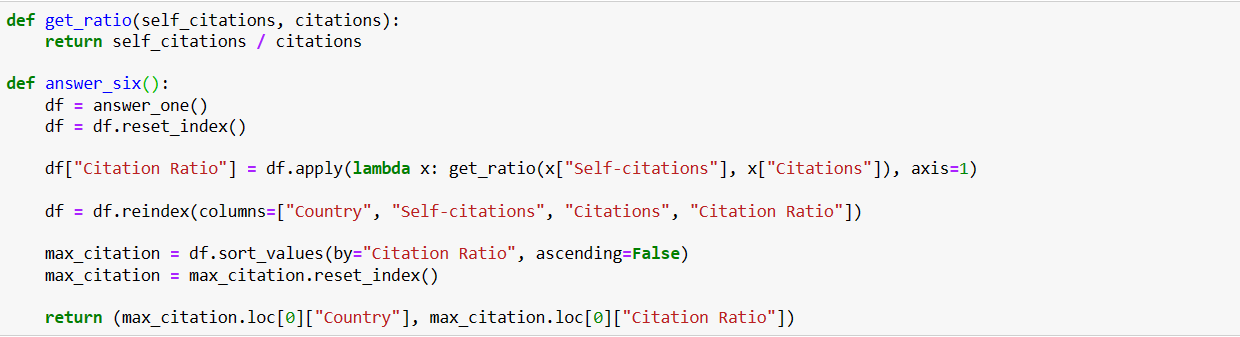 def get_ratio(self_citations, citations):
    return self_citations / citations

def answer_six():
    df = answer_one()
    df = df.reset_index()

    df["Citation Ratio"] = df.apply(lambda x: get_ratio(x["Self-citations"], x["Citations"]), axis=1)

    df = df.reindex(columns=["Country", "Self-citations", "Citations", "Citation Ratio"])

    max_citation = df.sort_values(by="Citation Ratio", ascending=False)
    max_citation = max_citation.reset_index()

    return (max_citation.loc[0]["Country"], max_citation.loc[0]["Citation Ratio"])